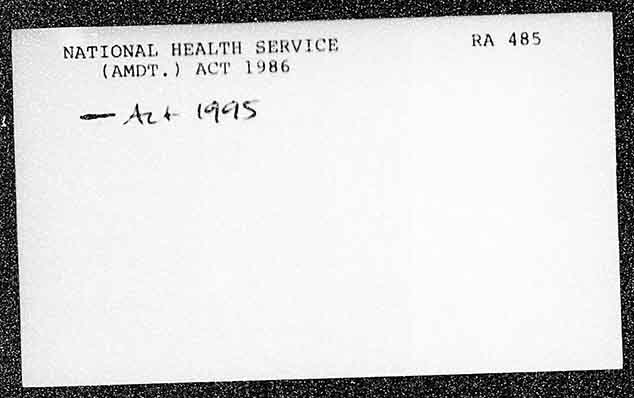 NATIONAL HEALTH SERVICE RA 485
(AMDT.) ACT 1986
— Act 1995